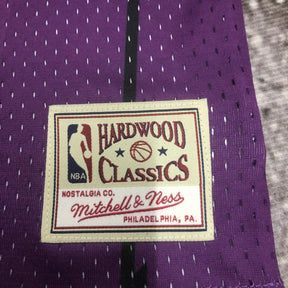 HARDWOOD
CLASSICS
NBA
NOSTALGIA CO.
Mitchell & Ness
PHILADELPHIA, PA.